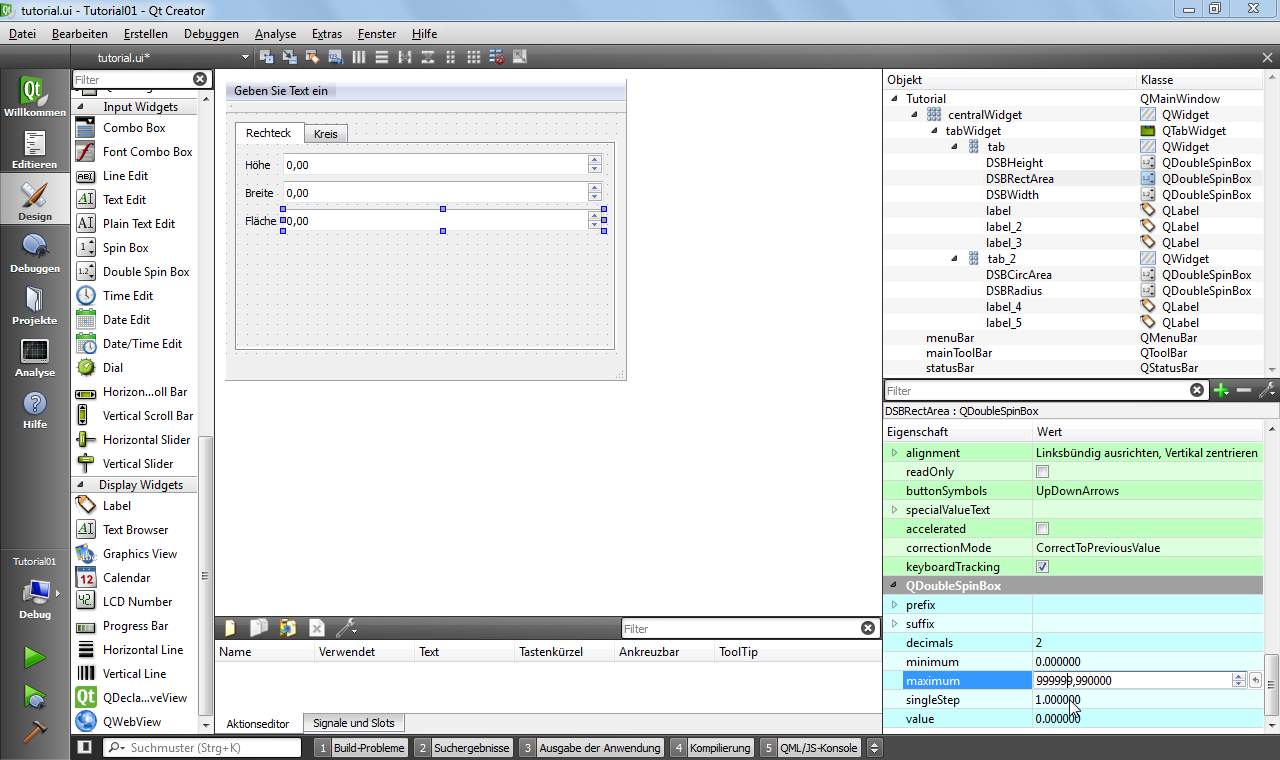 tutorial.ui - Tutorial01 - Qt Creator
Datei Bearbeiten Erstellen Debuggen Analyse Extras Fenster Hilfe
tutorial.ui*
Willkommen
Editieren
Design
Debuggen
Projekte
Analyse
Hilfe
Tutorial01
Debug
Filter
Input Widgets
Combo Box
Font Combo Box
Line Edit
Text Edit
Plain Text Edit
Spin Box
Double Spin Box
Time Edit
Date Edit
Date/Time Edit
Dial
Horizon...oll Bar
Vertical Scroll Bar
Horizontal Slider
Vertical Slider
Display Widgets
Label
Text Browser
Graphics View
Calendar
LCD Number
Progress Bar
Horizontal Line
Vertical Line
QDecla...veView
QWebView
Geben Sie Text ein
Rechteck Kreis
Höhe 0,00
Breite 0,00
Fläche 0,00
Filter
Name Verwendet Text Tastenkürzel Ankreuzbar ToolTip
Aktionseditor Signale und Slots
Objekt Klasse
Tutorial QMainWindow
centralWidget QWidget
tabWidget QTabWidget
tab QWidget
DSBHeight QDoubleSpinBox
DSBRectArea QDoubleSpinBox
DSBWidth QDoubleSpinBox
label QLabel
label_2 QLabel
label_3 QLabel
tab_2 QWidget
DSBCircArea QDoubleSpinBox
DSBRadius QDoubleSpinBox
label_4 QLabel
label_5 QLabel
menuBar QMenuBar
mainToolBar QToolBar
statusBar QStatusBar
Filter
DSBRectArea : QDoubleSpinBox
Eigenschaft Wert
alignment Linksbündig ausrichten, Vertikal zentrieren
readOnly
buttonSymbols UpDownArrows
specialValueText
accelerated
correctionMode CorrectToPreviousValue
keyboardTracking
QDoubleSpinBox
prefix
suffix
decimals 2
minimum 0.000000
maximum 999999,990000
singleStep 1.000000
value 0.000000
Suchmuster (Strg+K) 1 Build-Probleme 2 Suchergebnisse 3 Ausgabe der Anwendung 4 Kompilierung 5 QML/JS-Konsole